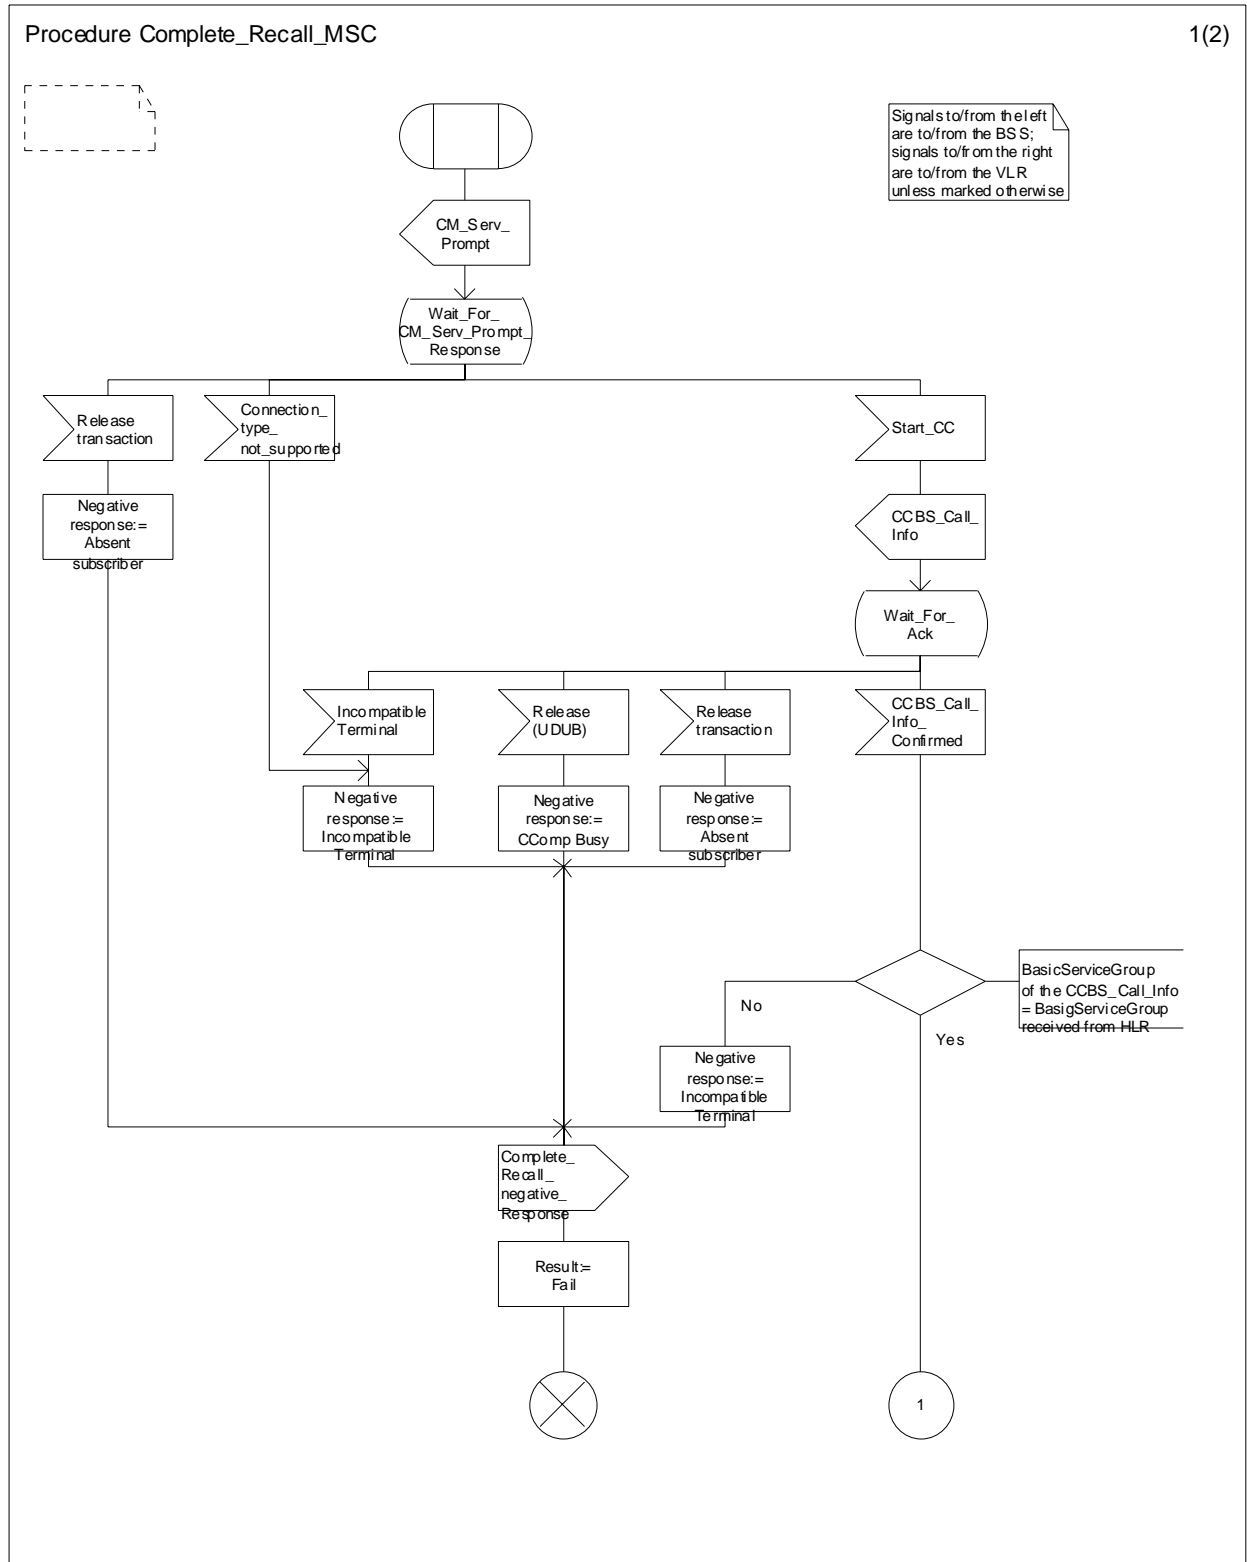 Procedure Complete_Recall_MSC
1(2)
Signals to/from the left
are to/from the BSS;
signals to/from the right
are to/from the VLR
unless marked otherwise
CM_Serv_
Prompt
Wait_For_
CM_Serv_Prompt_
Response
Release
transaction
Connection_
type_
not_supported
Start_CC
Negative
response:=
Absent
subscriber
CCBS_Call_
Info
Wait_For_
Ack
Incompatible
Terminal
Release
(UDUB)
Release
transaction
CCBS_Call_
Info_
Confirmed
Negative
response:=
Incompatible
Terminal
Negative
response:=
CComp Busy
Negative
response:=
Absent
subscriber
BasicServiceGroup
of the CCBS_Call_Info
= BasigServiceGroup
received from HLR
No
Yes
Negative
response:=
Incompatible
Terminal
Complete_
Recall_
negative_
Response
Result:=
Fail
1